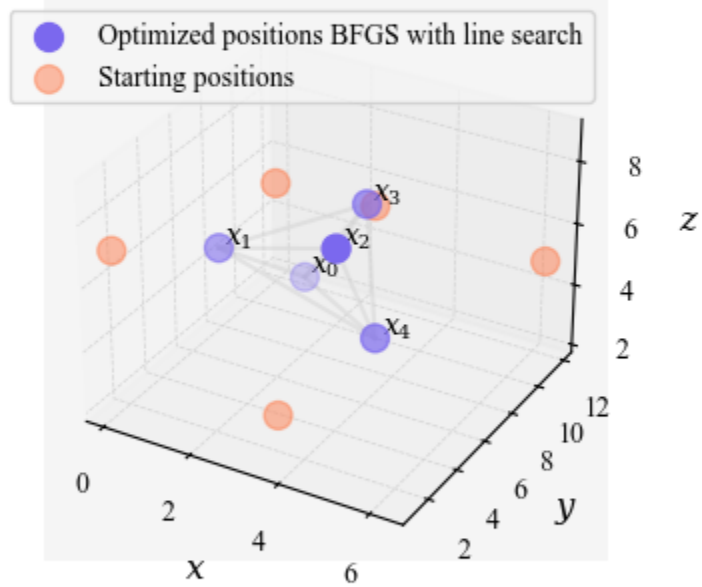 Optimized positions BFGS with line search
Starting positions
x₃
x₁
x₂
x₀
x₄
8
6
4
2
z
12
10
8
6
4
2
y
0
2
4
6
x